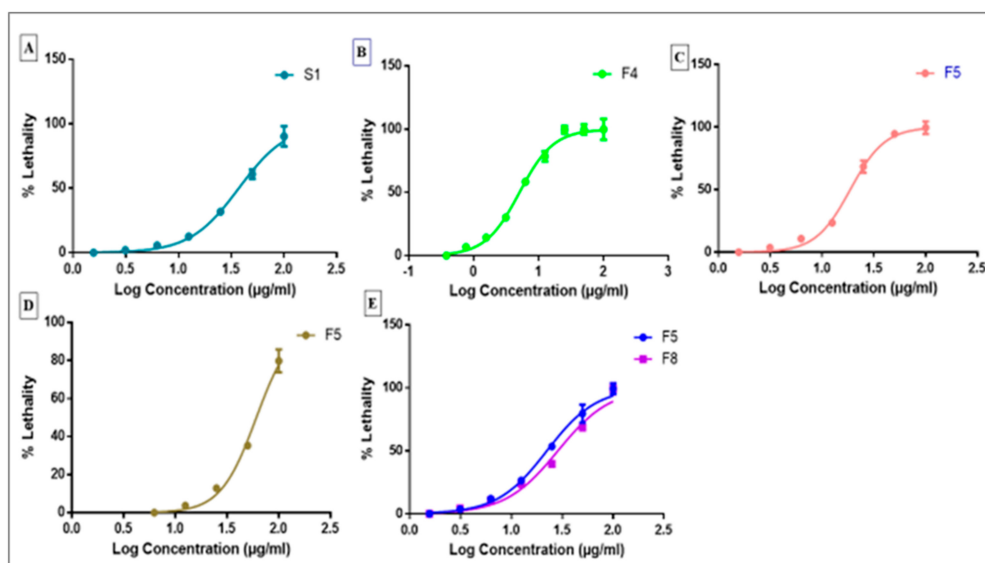 A
S1
150
100
50
0
% Lethality
0.0 0.5 1.0 1.5 2.0 2.5
Log Concentration (µg/ml)
B
F4
150
100
50
0
% Lethality
-1 0 1 2 3
Log Concentration (µg/ml)
C
F5
150
100
50
0
% Lethality
0.0 0.5 1.0 1.5 2.0 2.5
Log Concentration (µg/ml)
D
F5
100
80
60
40
20
0
% Lethality
0.0 0.5 1.0 1.5 2.0 2.5
Log Concentration (µg/ml)
E
F5
F8
150
100
50
0
% Lethality
0.0 0.5 1.0 1.5 2.0 2.5
Log Concentration (µg/ml)